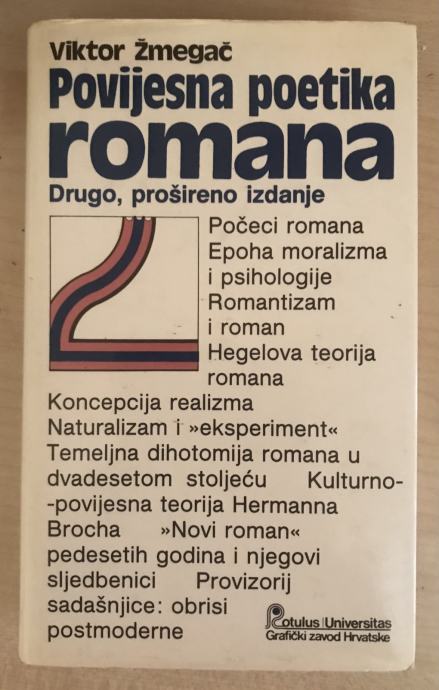 Viktor Žmegač
Povijesna poetika
romana
Drugo, prošireno izdanje
Počeci romana
Epoha moralizma
i psihologije
Romantizam
i roman
Hegelova teorija
romana
Koncepcija realizma
Naturalizam i »eksperiment«
Temeljna dihotomija romana u
dvadesetom stoljeću Kulturno-
-povijesna teorija Hermanna
Brocha »Novi roman«
pedesetih godina i njegovi
sljedbenici Provizorij
sadašnjice: obrisi
postmoderne
Rotulus|Universitas
Grafički zavod Hrvatske